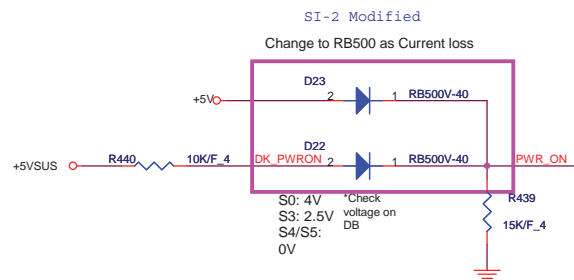 SI-2 Modified
Change to RB500 as Current loss
D23
+5V
2
1
RB500V-40
D22
+5VSUS
R440
10K/F_4
DK_PWRON
2
1
RB500V-40
PWR_ON
S0: 4V
S3: 2.5V
S4/S5:
0V
*Check
voltage on
DB
R439
15K/F_4